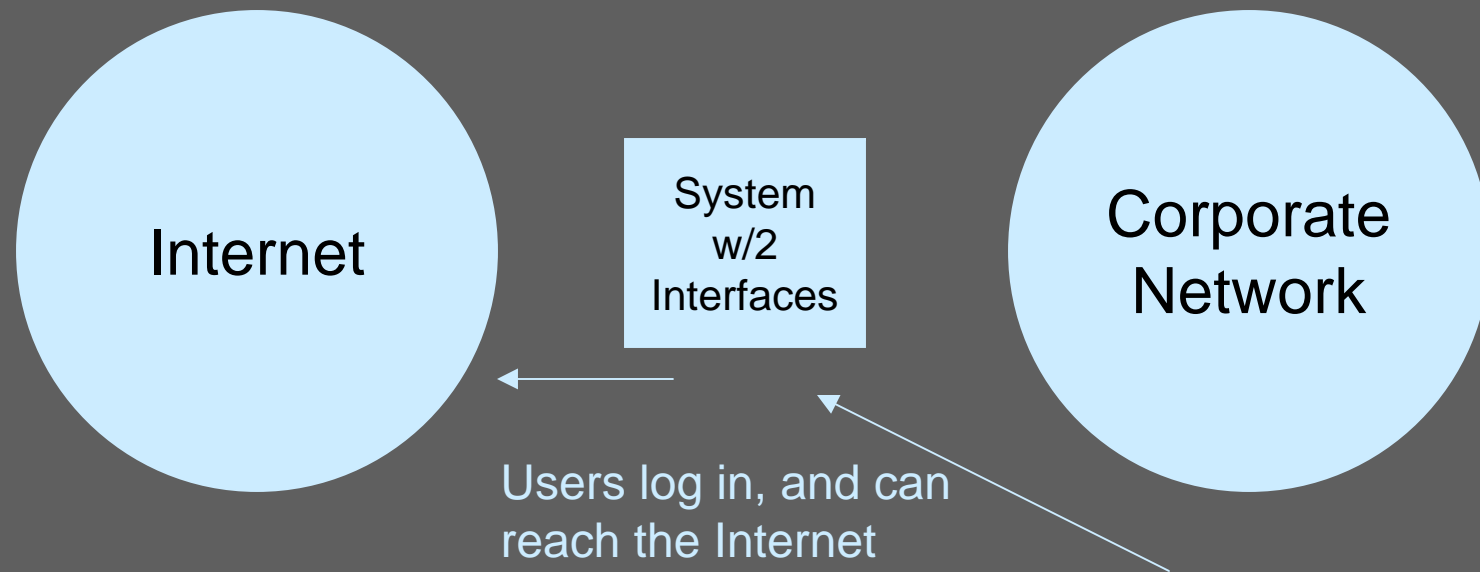 Internet
System
w/2
Interfaces
Corporate
Network
Users log in, and can
reach the Internet